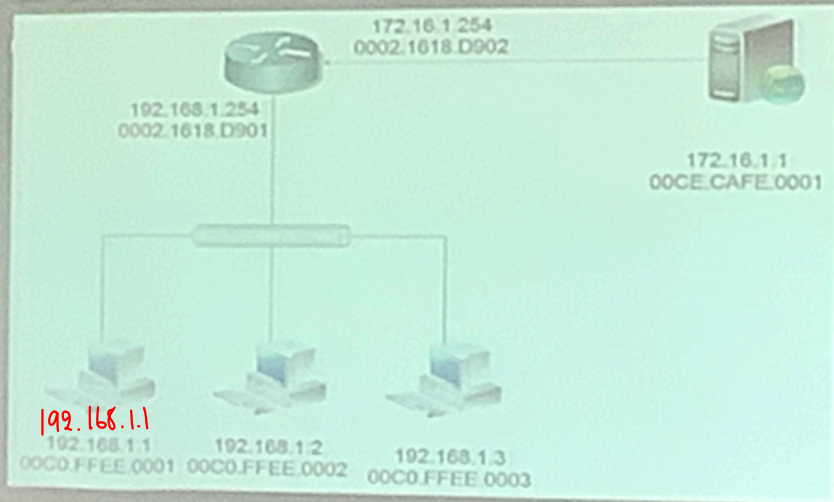 172.16.1.254
0002.1618.D902
192.168.1.254
0002.1618.D901
172.16.1.1
00CE.CAFE.0001
192.168.1.1
192.168.1.1
00C0.FFEE.0001
192.168.1.2
00C0.FFEE.0002
192.168.1.3
00C0.FFEE.0003